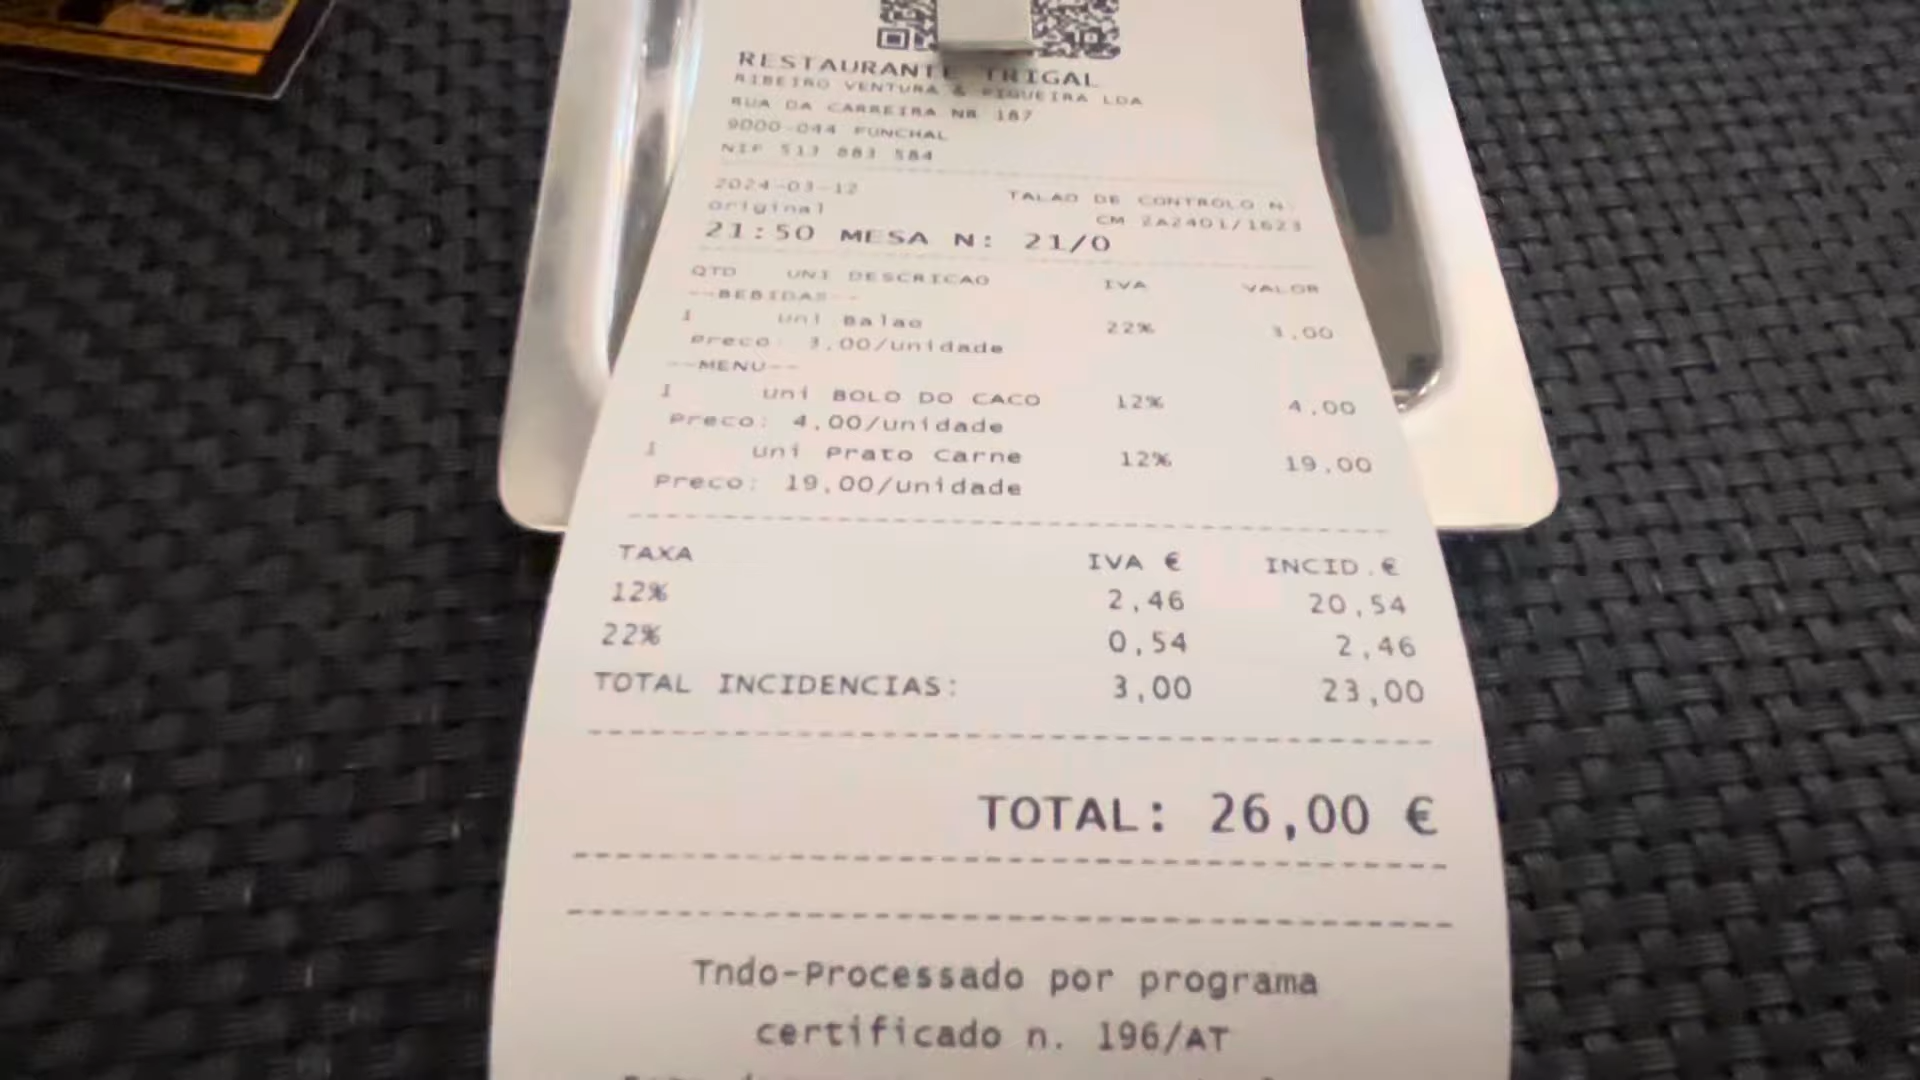 RESTAURANTE TRIGAL
RIBEIRO VENTURA & FIGUEIRA LDA
RUA DA CARREIRA NR 187
9000-044 FUNCHAL
NIF 513 883 584
2024-03-12 TALAO DE CONTROLO N:
Original CM 2A2401/1623
21:50 MESA N: 21/0
QTD UNI DESCRICAO IVA VALOR
--BEBIDAS--
1 uni Balao 22% 3,00
Preco: 3,00/unidade
--MENU--
1 uni BOLO DO CACO 12% 4,00
Preco: 4,00/unidade
1 uni Prato Carne 12% 19,00
Preco: 19,00/unidade
TAXA IVA € INCID.€
12% 2,46 20,54
22% 0,54 2,46
TOTAL INCIDENCIAS: 3,00 23,00
TOTAL: 26,00 €
Tndo-Processado por programa
certificado n. 196/AT